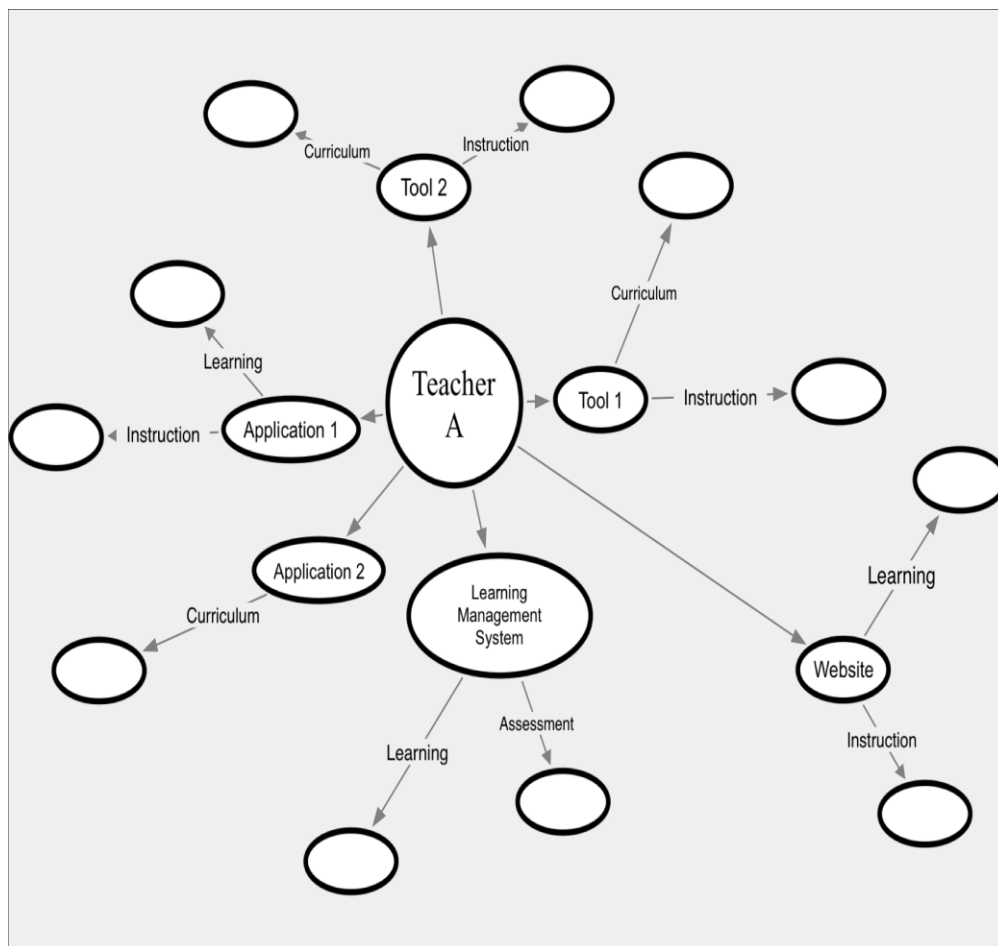 Instruction
Curriculum
Tool 2
Curriculum
Learning
Teacher
A
Tool 1
Instruction
Instruction
Application 1
Application 2
Learning
Learning
Management
System
Curriculum
Website
Assessment
Learning
Instruction